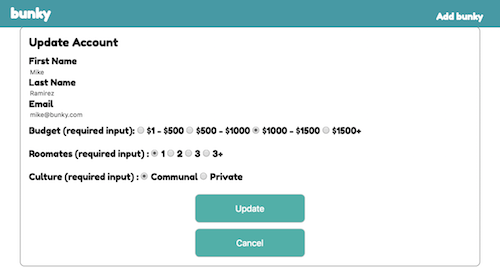 bunky
Add bunky
Update Account
First Name
Mike
Last Name
Ramirez
Email
mike@bunky.com
Budget (required input): $1 - $500 $500 - $1000 $1000 - $1500 $1500+
Roomates (required input) : 1 2 3 3+
Culture (required input) : Communal Private
Update
Cancel